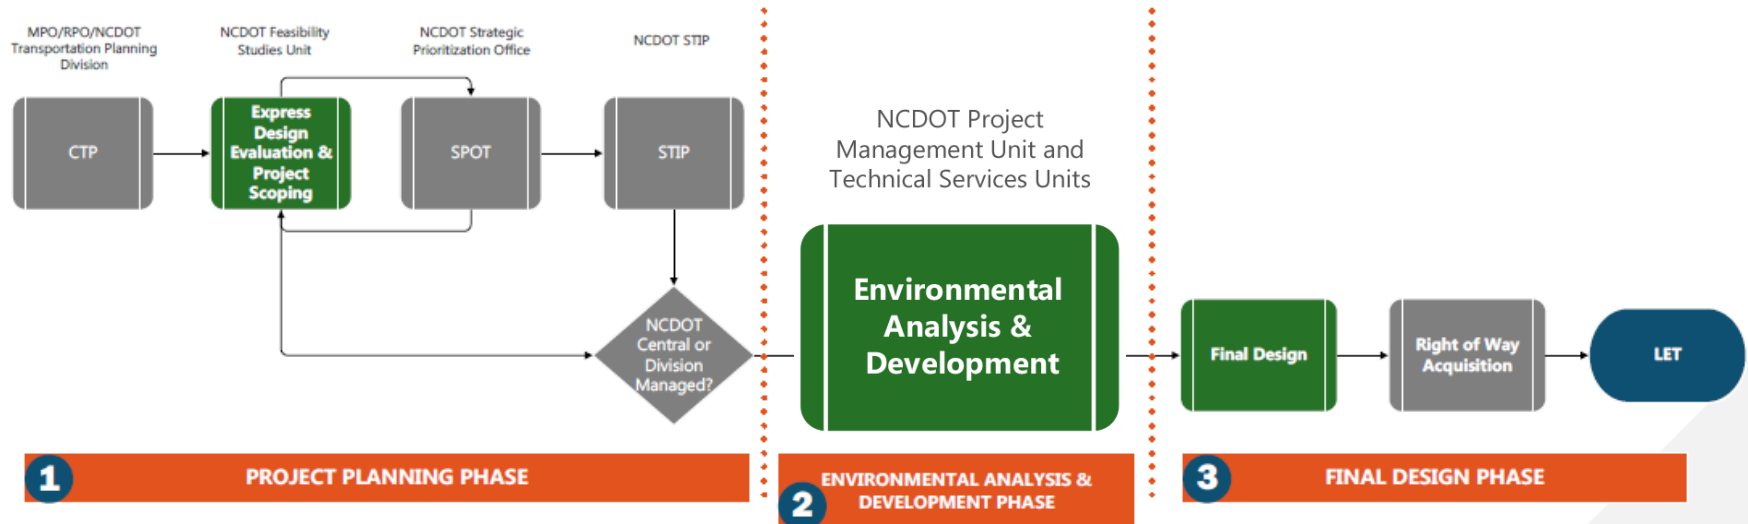 MPO/RPO/NCDOT
Transportation Planning
Division
NCDOT Feasibility
Studies Unit
NCDOT Strategic
Prioritization Office
NCDOT STIP
CTP
Express
Design
Evaluation &
Project
Scoping
SPOT
STIP
NCDOT
Central or
Division
Managed?
NCDOT Project
Management Unit and
Technical Services Units
Environmental
Analysis &
Development
Final Design
Right of Way
Acquisition
LET
1
PROJECT PLANNING PHASE
2
ENVIRONMENTAL ANALYSIS &
DEVELOPMENT PHASE
3
FINAL DESIGN PHASE